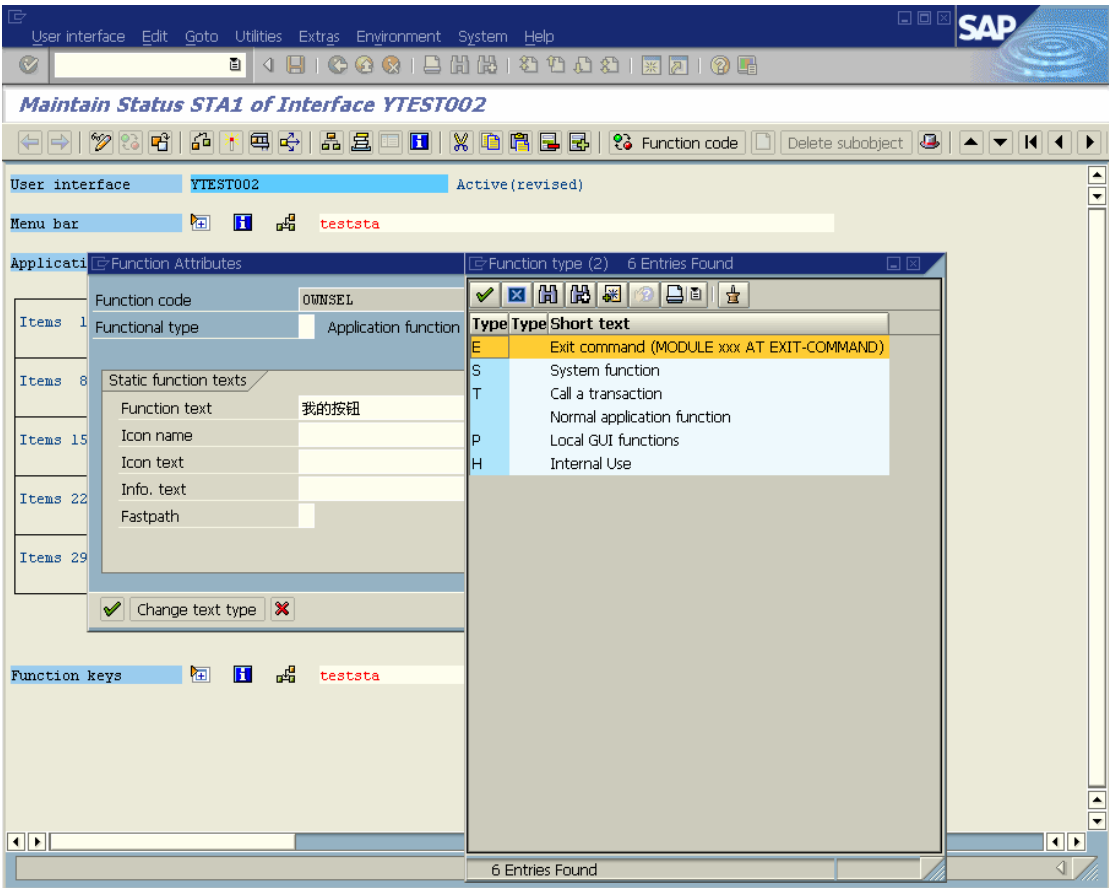 User interface Edit Goto Utilities Extras Environment System Help
SAP
Maintain Status STA1 of Interface YTEST002
Function code Delete subobject
User interface YTEST002 Active(revised)
Menu bar teststa
Applicati
Function Attributes
Function code OWNSEL
Functional type Application function
Static function texts
Function text 我的按钮
Icon name
Icon text
Info. text
Fastpath
Change text type
Items 1
Items 8
Items 15
Items 22
Items 29
Function type (2) 6 Entries Found
Type Type Short text
E Exit command (MODULE xxx AT EXIT-COMMAND)
S System function
T Call a transaction
Normal application function
P Local GUI functions
H Internal Use
6 Entries Found
Function keys teststa